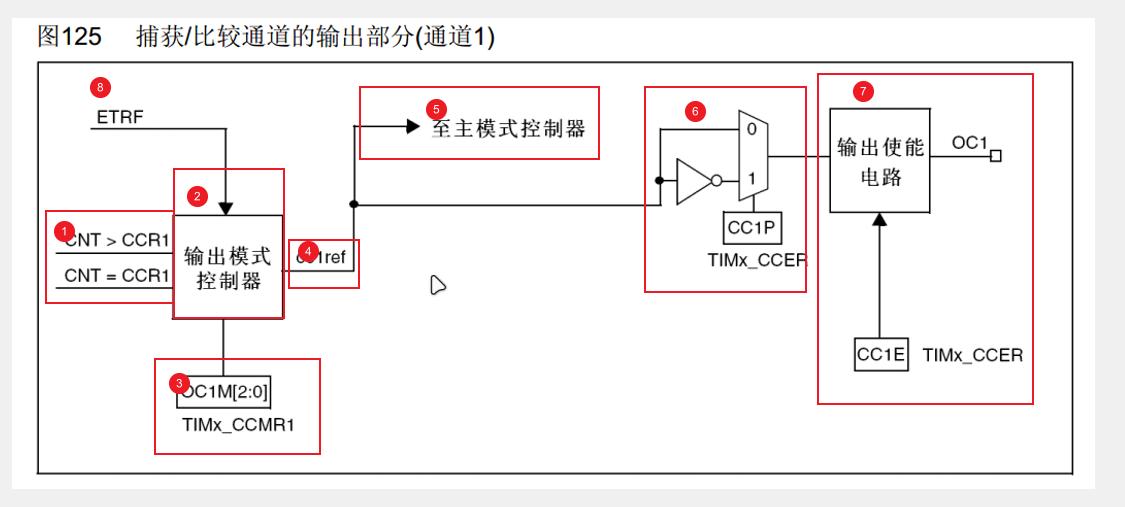 图125 捕获/比较通道的输出部分(通道1)
8
ETRF
5
至主模式控制器
6
0
1
CC1P
TIMx_CCER
7
输出使能
电路
OC1
2
1
CNT > CCR1
CNT = CCR1
输出模式
控制器
4
oc1ref
3
OC1M[2:0]
TIMx_CCMR1
CC1E
TIMx_CCER